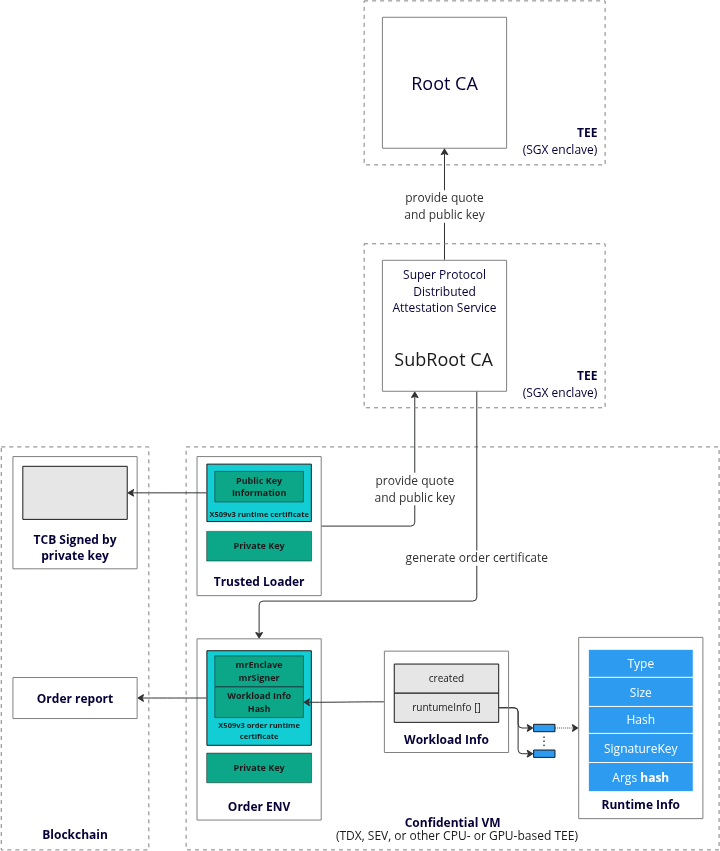 Root CA
TEE
(SGX enclave)
provide quote
and public key
Super Protocol
Distributed
Attestation Service
SubRoot CA
TEE
(SGX enclave)
provide quote
and public key
generate order certificate
TCB Signed by
private key
Public Key
Information
X509v3 runtime certificate
Private Key
Trusted Loader
Order report
Blockchain
mrEnclave
mrSigner
Workload Info
Hash
X509v3 order runtime
certificate
Private Key
Order ENV
created
runtumeInfo []
Workload Info
Type
Size
Hash
SignatureKey
Args hash
Runtime Info
Confidential VM
(TDX, SEV, or other CPU- or GPU-based TEE)